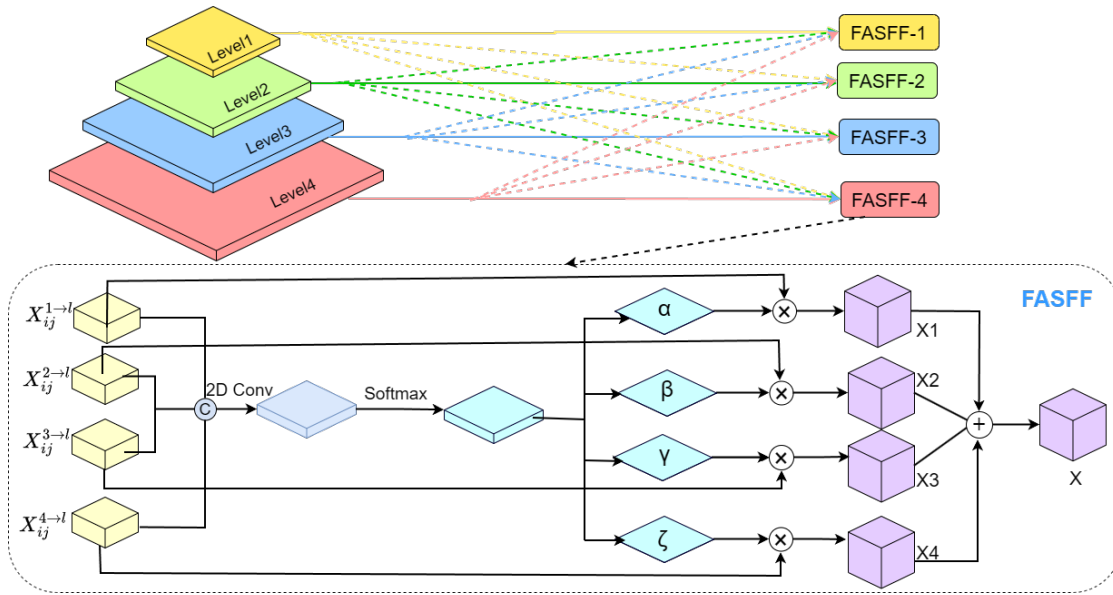 Level1
FASFF-1
Level2
FASFF-2
Level3
FASFF-3
Level4
FASFF-4
FASFF
X_{ij}^{1→l}
α
×
X1
X_{ij}^{2→l}
2D Conv
Softmax
β
×
X2
C
+
X_{ij}^{3→l}
γ
×
X3
X
X_{ij}^{4→l}
ζ
×
X4